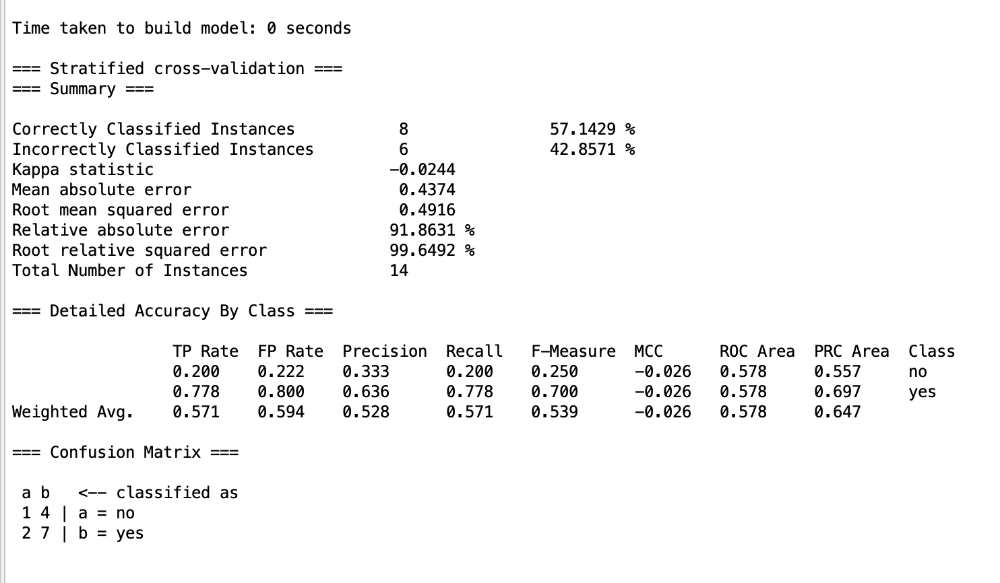 Time taken to build model: 0 seconds
=== Stratified cross-validation ===
=== Summary ===
Correctly Classified Instances 8 57.1429 %
Incorrectly Classified Instances 6 42.8571 %
Kappa statistic -0.0244
Mean absolute error 0.4374
Root mean squared error 0.4916
Relative absolute error 91.8631 %
Root relative squared error 99.6492 %
Total Number of Instances 14
=== Detailed Accuracy By Class ===
TP Rate FP Rate Precision Recall F-Measure MCC ROC Area PRC Area Class
0.200 0.222 0.333 0.200 0.250 -0.026 0.578 0.557 no
0.778 0.800 0.636 0.778 0.700 -0.026 0.578 0.697 yes
Weighted Avg. 0.571 0.594 0.528 0.571 0.539 -0.026 0.578 0.647
=== Confusion Matrix ===
a b <-- classified as
1 4 | a = no
2 7 | b = yes